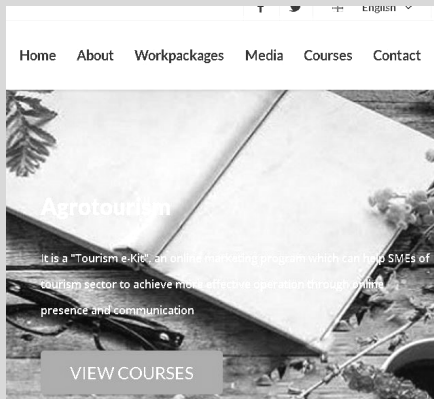 English
Home About Workpackages Media Courses Contact
Agrotourism
It is a "Tourism e-Kit", an online marketing program which can help SMEs of
tourism sector to achieve more effective operation through online
presence and communication
VIEW COURSES